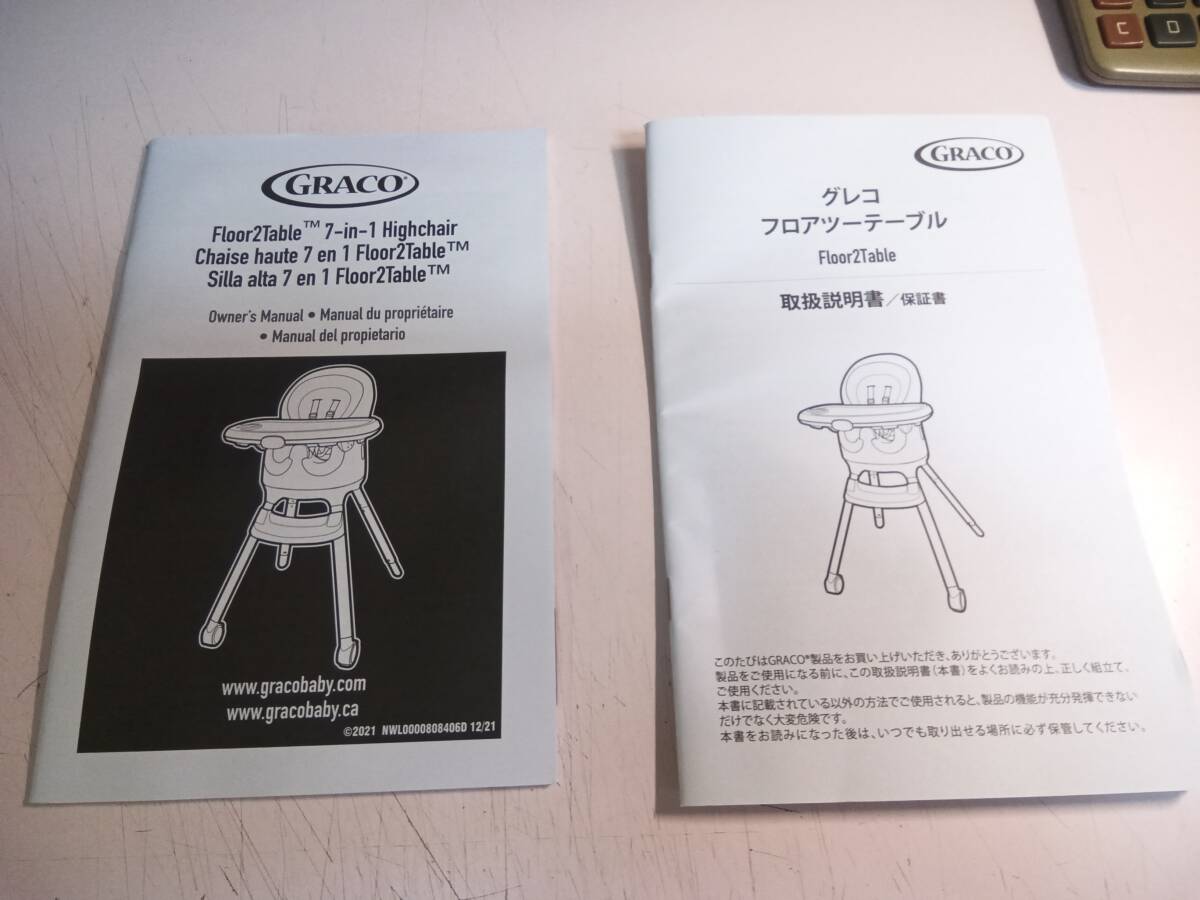 GRACO®
Floor2Table™ 7-in-1 Highchair
Chaise haute 7 en 1 Floor2Table™
Silla alta 7 en 1 Floor2Table™
Owner's Manual • Manual du propriétaire
• Manual del propietario
www.gracobaby.com
www.gracobaby.ca
©2021 NWL0000808406D 12/21
GRACO®
グレコ
フロアツーテーブル
Floor2Table
取扱説明書/保証書
このたびはGRACO®製品をお買い上げいただき、ありがとうございます。
製品をご使用になる前に、この取扱説明書(本書)をよくお読みの上、正しく組立て、
ご使用ください。
本書に記載されている以外の方法でご使用されると、製品の機能が充分発揮できない
だけでなく大変危険です。
本書をお読みになった後は、いつでも取り出せる場所に必ず保管してください。
C
0